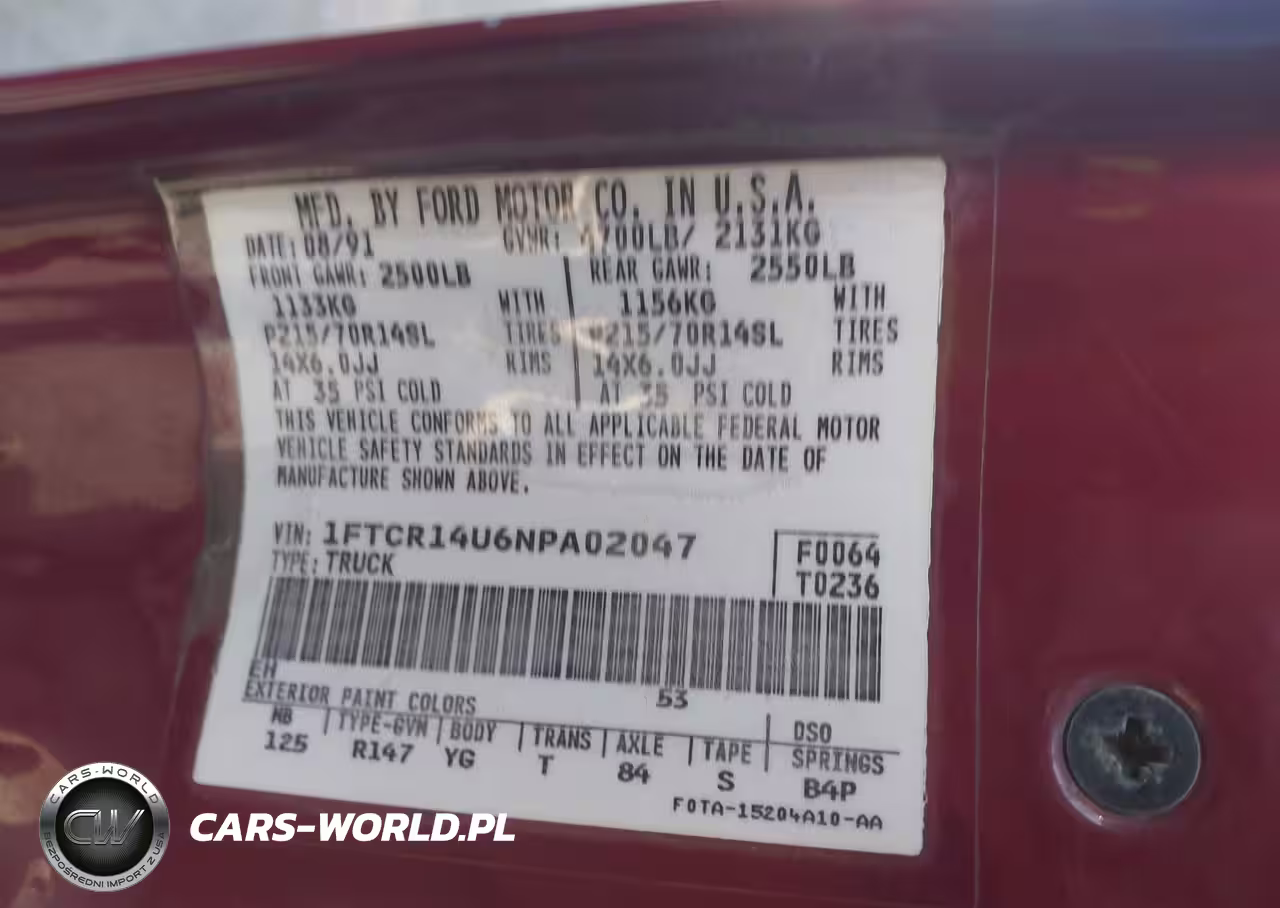 MFD. BY FORD MOTOR CO. IN U.S.A.
DATE: 08/91 GVWR: 4700LB/ 2131KG
FRONT GAWR: 2500LB REAR GAWR: 2550LB
1133KG WITH 1156KG WITH
P215/70R14SL TIRES P215/70R14SL TIRES
14X6.0JJ RIMS 14X6.0JJ RIMS
AT 35 PSI COLD AT 35 PSI COLD
THIS VEHICLE CONFORMS TO ALL APPLICABLE FEDERAL MOTOR
VEHICLE SAFETY STANDARDS IN EFFECT ON THE DATE OF
MANUFACTURE SHOWN ABOVE.
VIN: 1FTCR14U6NPA02047 F0064
TYPE: TRUCK T0236
EH
EXTERIOR PAINT COLORS 53 DSO
WB TYPE-GVW BODY TRANS AXLE TAPE SPRINGS
125 R147 YG T 84 S B4P
F0TA-15204A10-AA
CARS-WORLD
CW
BEZPOŚREDNI IMPORT Z USA
CARS-WORLD.PL